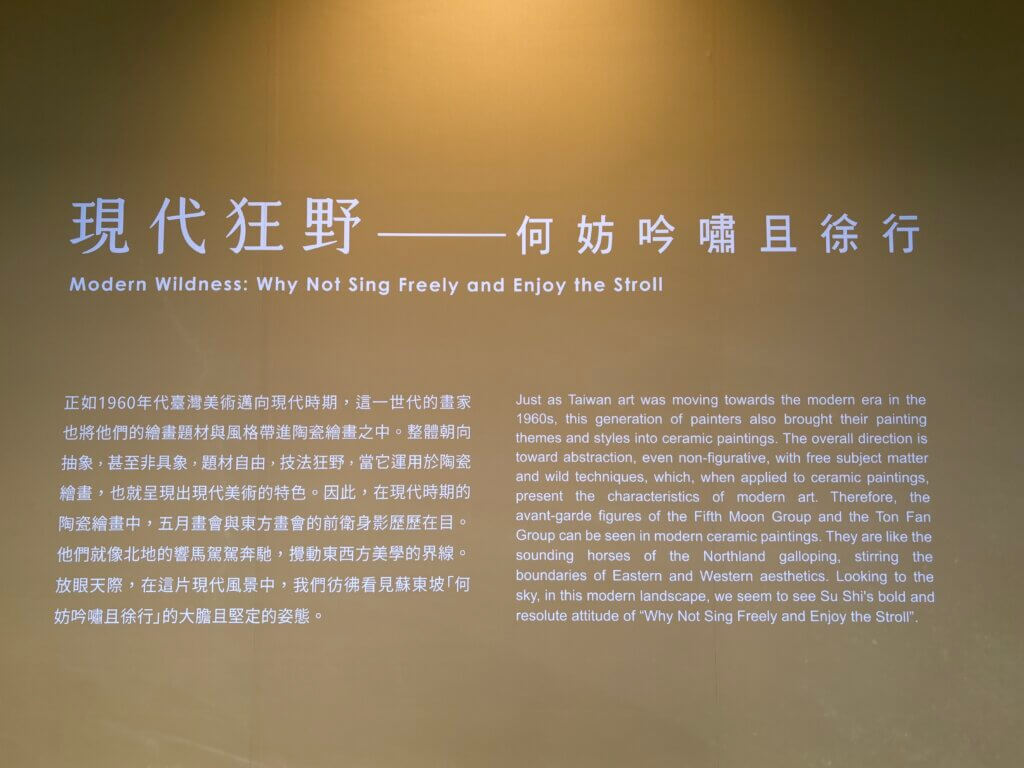 現代狂野——何妨吟嘯且徐行
Modern Wildness: Why Not Sing Freely and Enjoy the Stroll
正如1960年代臺灣美術邁向現代時期，這一世代的畫家
也將他們的繪畫題材與風格帶進陶瓷繪畫之中。整體朝向
抽象，甚至非具象，題材自由，技法狂野，當它運用於陶瓷
繪畫，也就呈現出現代美術的特色。因此，在現代時期的
陶瓷繪畫中，五月畫會與東方畫會的前衛身影歷歷在目。
他們就像北地的響馬駕駕奔馳，攪動東西方美學的界線。
放眼天際，在這片現代風景中，我們彷彿看見蘇東坡「何
妨吟嘯且徐行」的大膽且堅定的姿態。
Just as Taiwan art was moving towards the modern era in the
1960s, this generation of painters also brought their painting
themes and styles into ceramic paintings. The overall direction is
toward abstraction, even non-figurative, with free subject matter
and wild techniques, which, when applied to ceramic paintings,
present the characteristics of modern art. Therefore, the
avant-garde figures of the Fifth Moon Group and the Ton Fan
Group can be seen in modern ceramic paintings. They are like the
sounding horses of the Northland galloping, stirring the
boundaries of Eastern and Western aesthetics. Looking to the
sky, in this modern landscape, we seem to see Su Shi's bold and
resolute attitude of “Why Not Sing Freely and Enjoy the Stroll”.